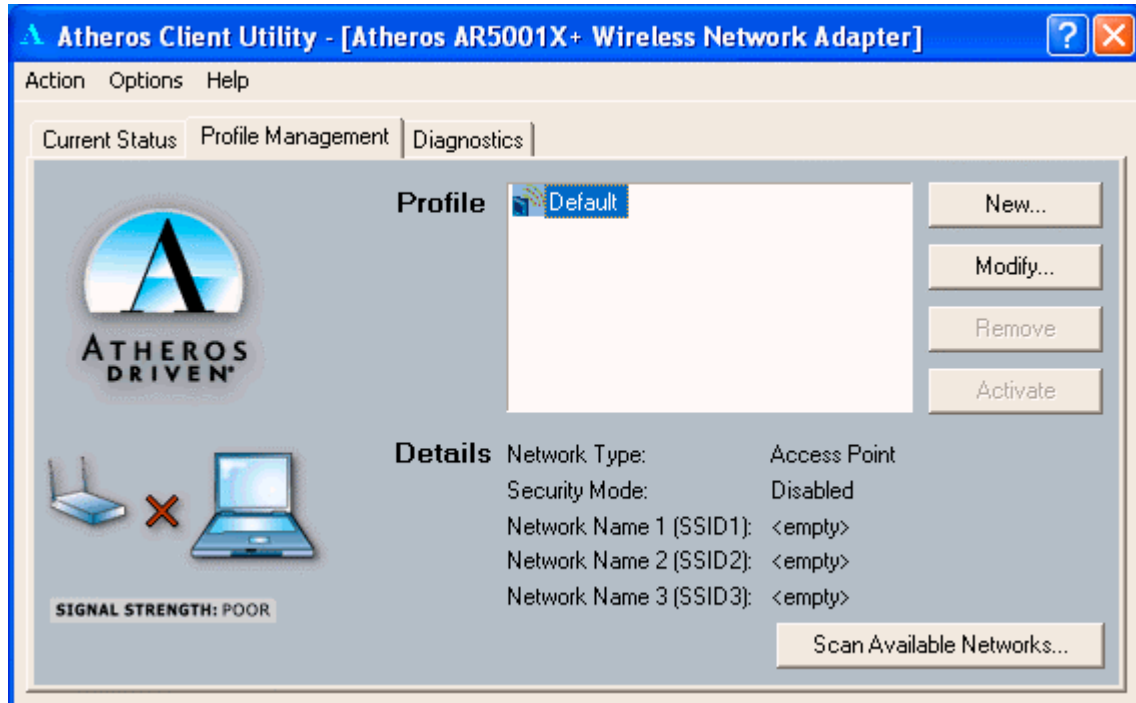 Atheros Client Utility - [Atheros AR5001X+ Wireless Network Adapter]
Action Options Help
Current Status Profile Management Diagnostics
Profile Default New...
Modify...
Remove
Activate
ATHEROS
DRIVEN
Details Network Type: Access Point
Security Mode: Disabled
Network Name 1 (SSID1): <empty>
Network Name 2 (SSID2): <empty>
Network Name 3 (SSID3): <empty>
SIGNAL STRENGTH: POOR
Scan Available Networks...